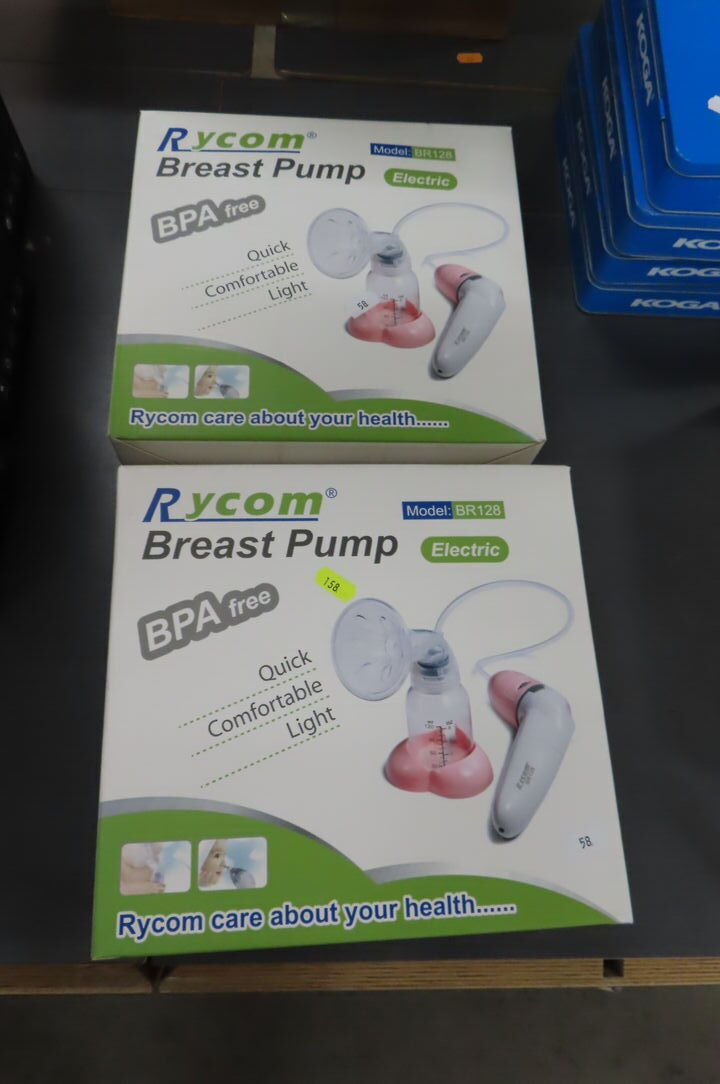 Rycom®
Breast Pump
Model: BR128
Electric
BPA free
Quick
Comfortable
Light
58
Rycom care about your health......
Rycom®
Breast Pump
Model: BR128
Electric
158
BPA free
Quick
Comfortable
Light
58
Rycom care about your health......
KOGA
KOGA
KOGA
KOGA
KOGA
KOGA